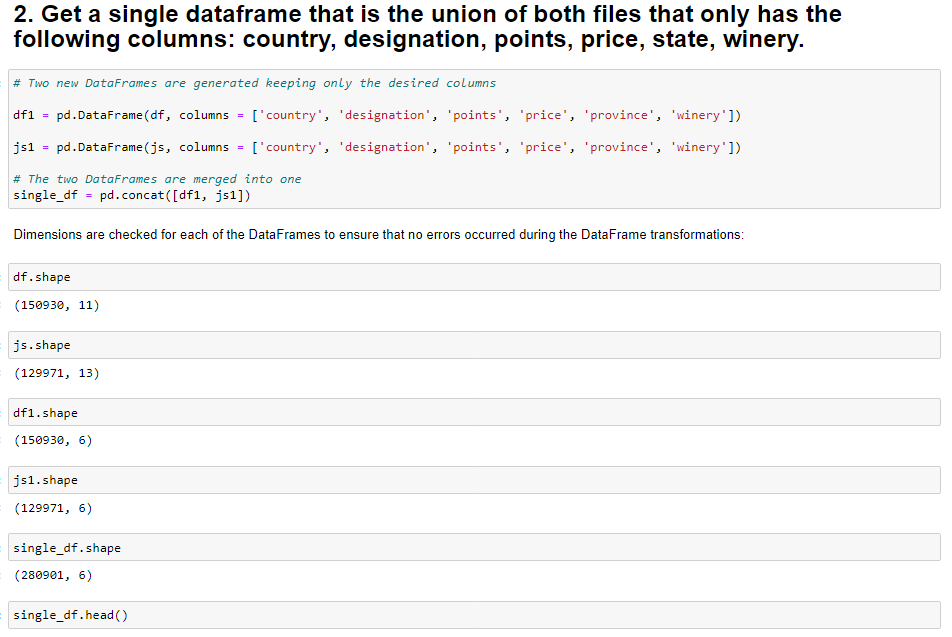 2. Get a single dataframe that is the union of both files that only has the
following columns: country, designation, points, price, state, winery.
# Two new DataFrames are generated keeping only the desired columns
df1 = pd.DataFrame(df, columns = ['country', 'designation', 'points', 'price', 'province', 'winery'])
js1 = pd.DataFrame(js, columns = ['country', 'designation', 'points', 'price', 'province', 'winery'])
# The two DataFrames are merged into one
single_df = pd.concat([df1, js1])
Dimensions are checked for each of the DataFrames to ensure that no errors occurred during the DataFrame transformations:
df.shape
(150930, 11)
js.shape
(129971, 13)
df1.shape
(150930, 6)
js1.shape
(129971, 6)
single_df.shape
(280901, 6)
single_df.head()